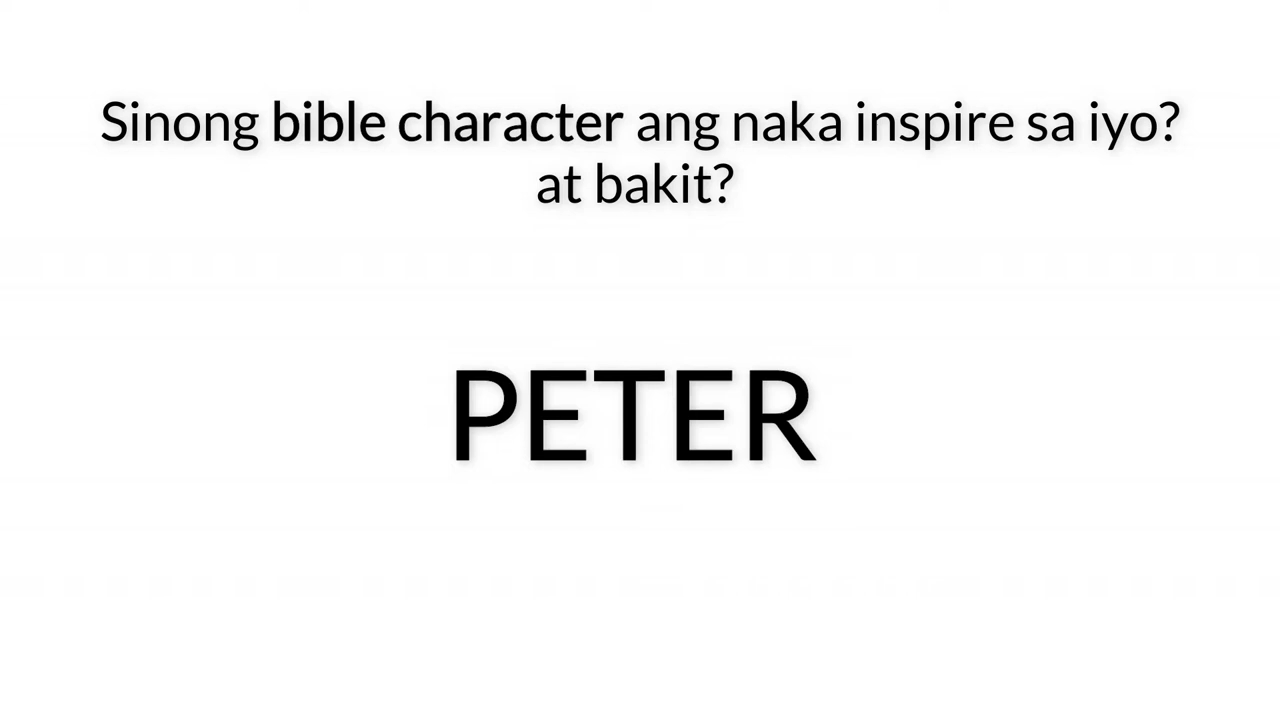 Sinong bible character ang naka inspire sa iyo?
at bakit?
PETER